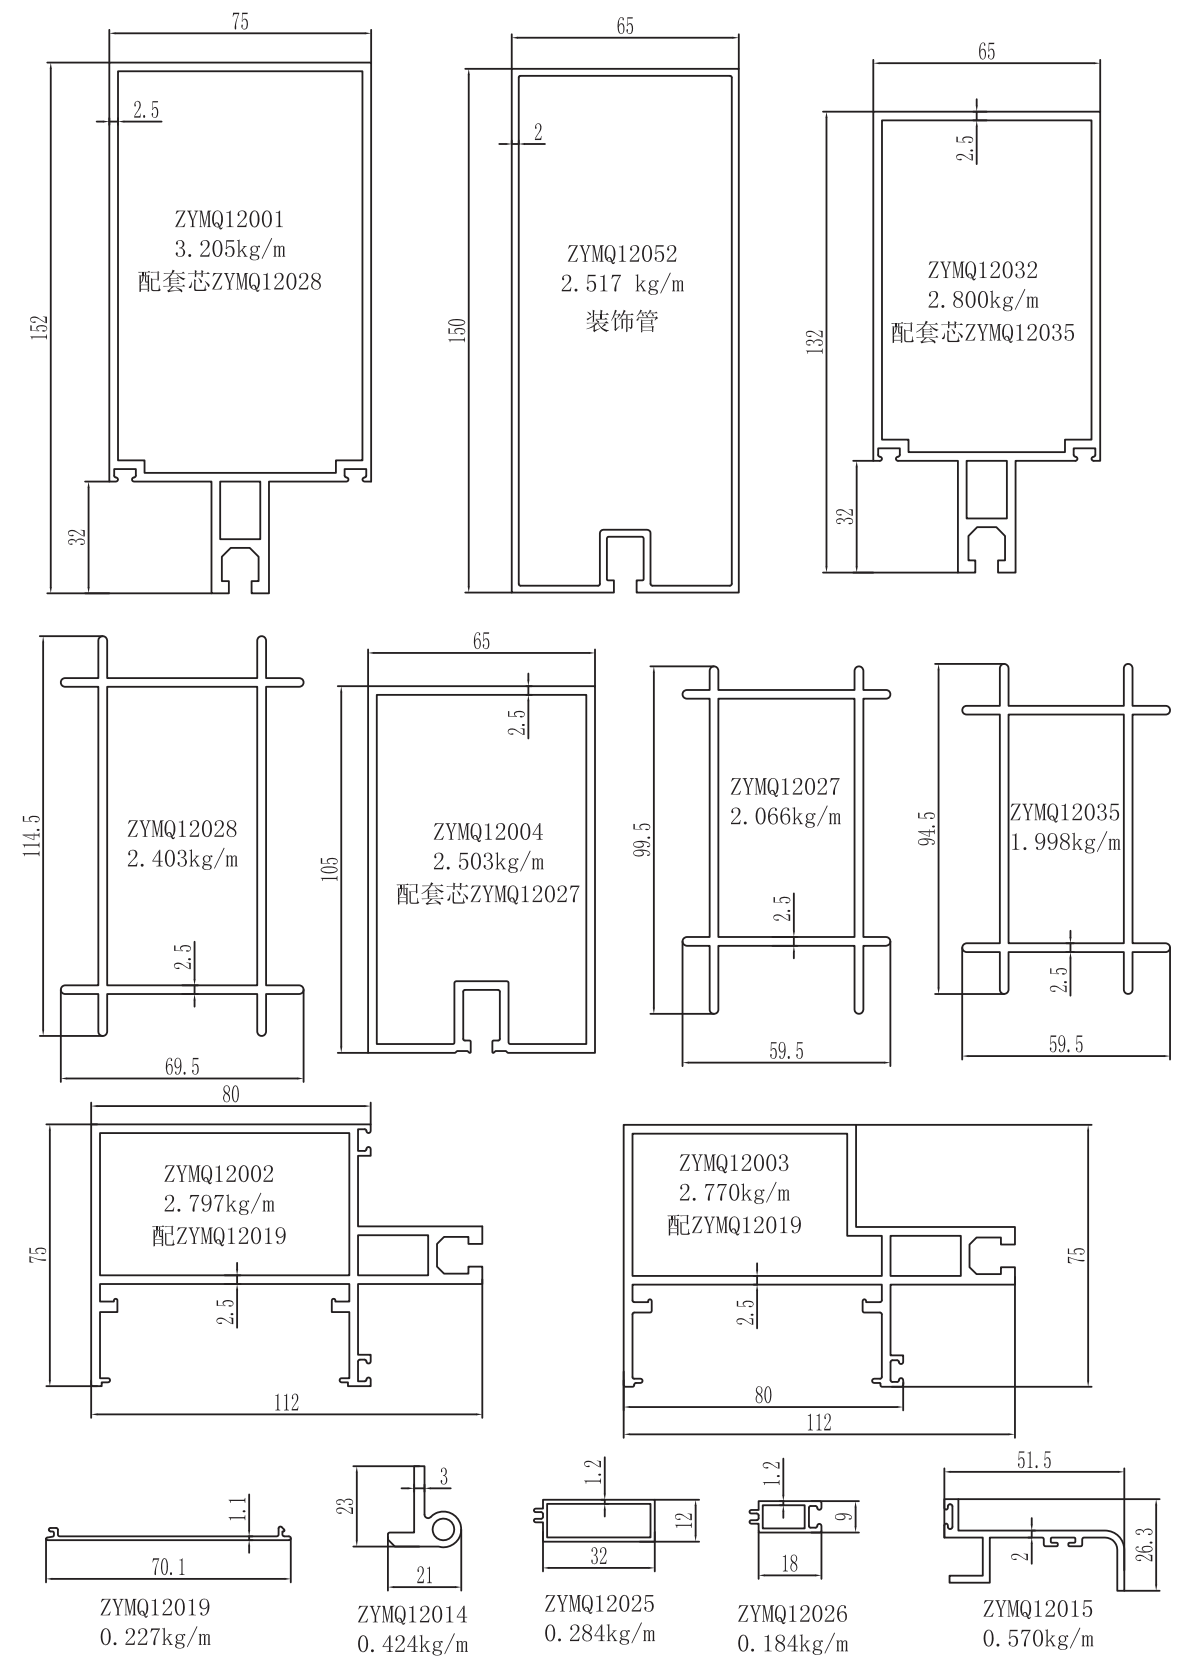 75
2.5
ZYMQ12001
3.205kg/m
配套芯ZYMQ12028
152
32
65
2
ZYMQ12052
2.517 kg/m
装饰管
150
65
2.5
ZYMQ12032
2.800kg/m
配套芯ZYMQ12035
132
32
114.5
ZYMQ12028
2.403kg/m
2.5
69.5
65
2.5
ZYMQ12004
2.503kg/m
配套芯ZYMQ12027
105
99.5
ZYMQ12027
2.066kg/m
2.5
59.5
94.5
ZYMQ12035
1.998kg/m
2.5
59.5
80
ZYMQ12002
2.797kg/m
配ZYMQ12019
75
2.5
112
ZYMQ12003
2.770kg/m
配ZYMQ12019
75
2.5
80
112
1.1
70.1
ZYMQ12019
0.227kg/m
23
3
21
ZYMQ12014
0.424kg/m
1.2
12
32
ZYMQ12025
0.284kg/m
1.2
9
18
ZYMQ12026
0.184kg/m
51.5
2
26.3
ZYMQ12015
0.570kg/m